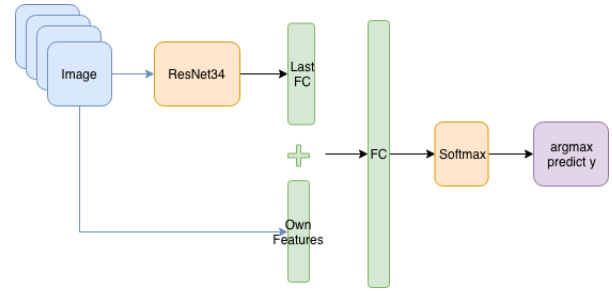 Image
ResNet34
Last
FC
FC
Softmax
argmax
predict y
Own
Features